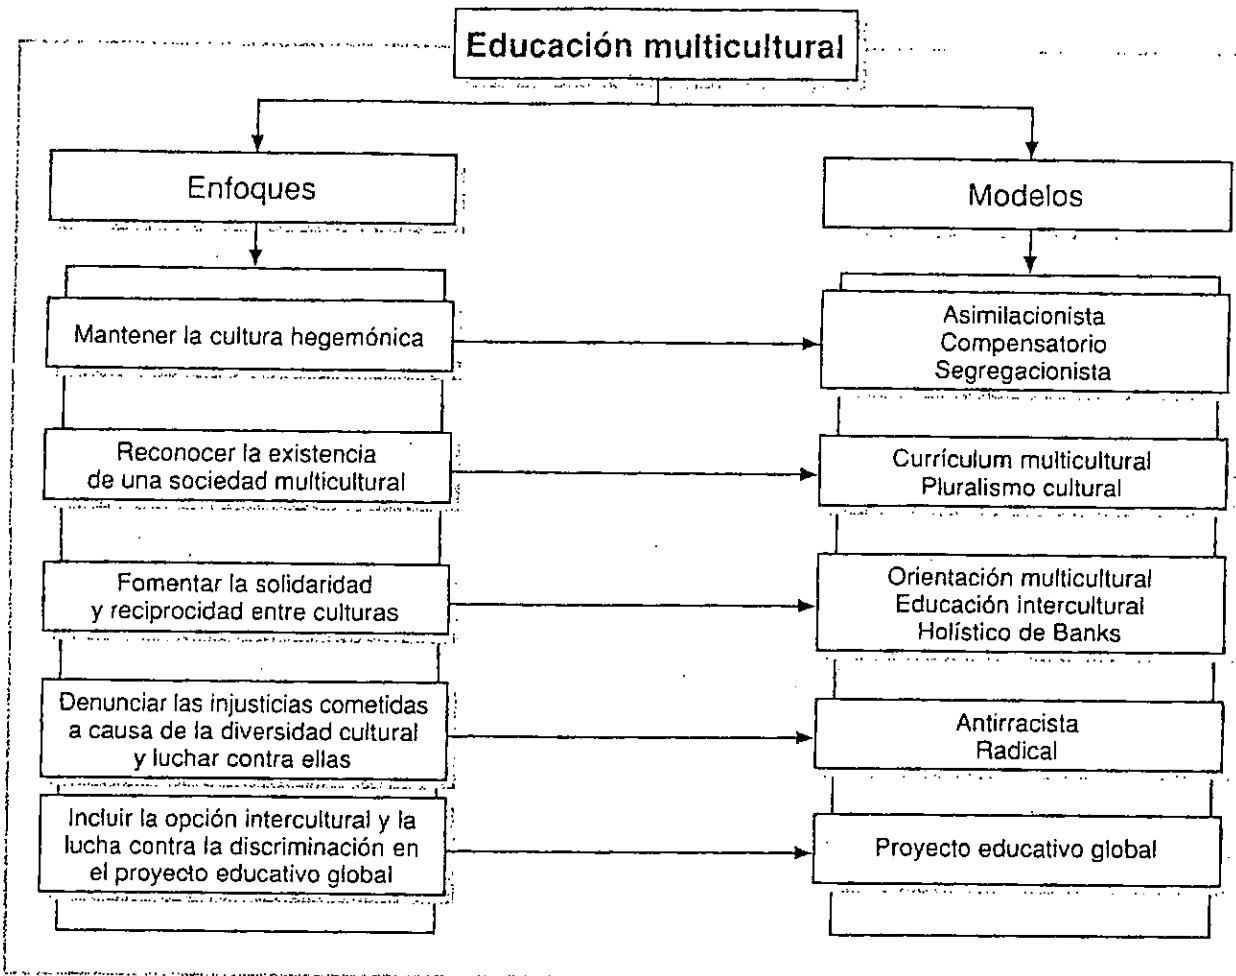 Educación multicultural
Enfoques
Modelos
Mantener la cultura hegemónica
Asimilacionista
Compensatorio
Segregacionista
Reconocer la existencia
de una sociedad multicultural
Currículum multicultural
Pluralismo cultural
Fomentar la solidaridad
y reciprocidad entre culturas
Orientación multicultural
Educación intercultural
Holístico de Banks
Denunciar las injusticias cometidas
a causa de la diversidad cultural
y luchar contra ellas
Antirracista
Radical
Incluir la opción intercultural y la
lucha contra la discriminación en
el proyecto educativo global
Proyecto educativo global